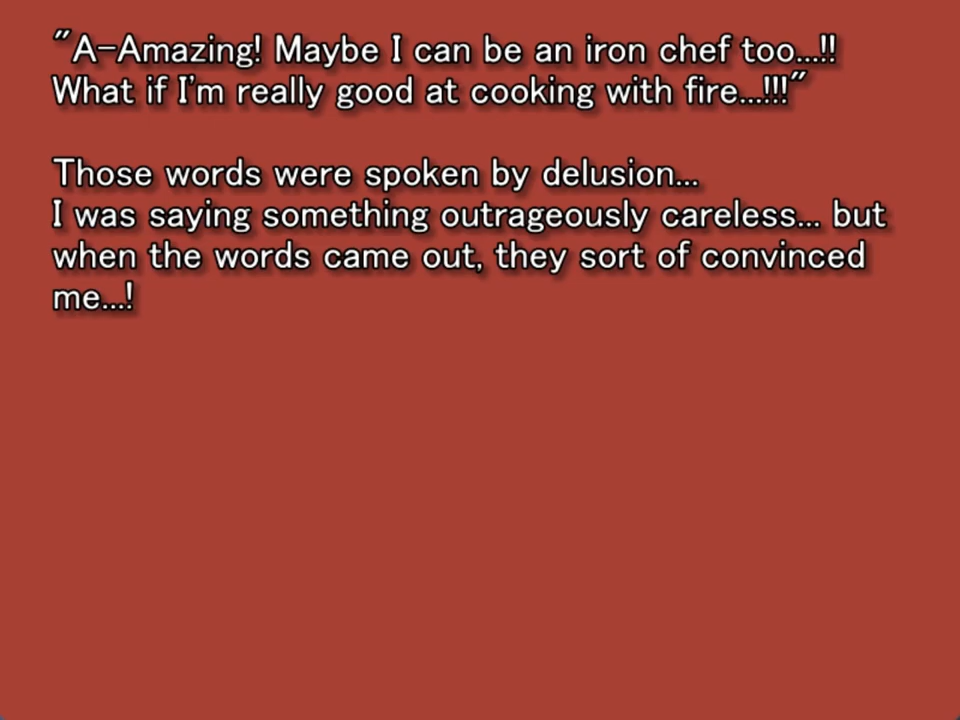 "A-Amazing! Maybe I can be an iron chef too...!!
What if I'm really good at cooking with fire...!!!"
Those words were spoken by delusion...
I was saying something outrageously careless... but
when the words came out, they sort of convinced
me...!